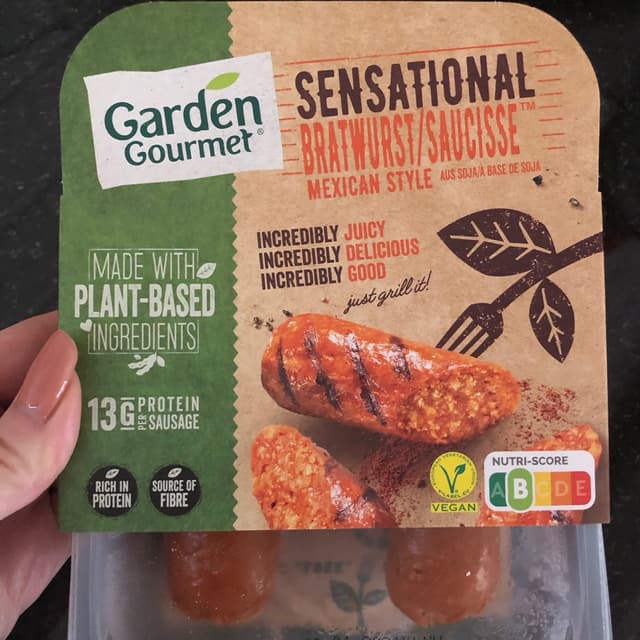 Garden
Gourmet®
SENSATIONAL
BRATWURST/SAUCISSE™
MEXICAN STYLE AUS SOJA/À BASE DE SOJA
INCREDIBLY JUICY
INCREDIBLY DELICIOUS
INCREDIBLY GOOD
just grill it!
MADE WITH
PLANT-BASED
INGREDIENTS
13G PROTEIN
PER SAUSAGE
RICH IN
PROTEIN
SOURCE OF
FIBRE
VEGAN
NUTRI-SCORE
A B C D E